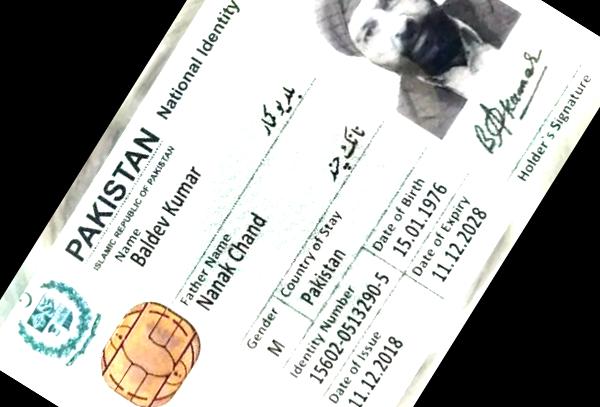 PAKISTAN National Identity
ISLAMIC REPUBLIC OF PAKISTAN
Name
Baldev Kumar
بلدیو کمار
Father Name
Nanak Chand
نانک چند
Gender
M
Country of Stay
Pakistan
Identity Number
15602-0513290-5
Date of Birth
15.01.1976
Date of Issue
11.12.2018
Date of Expiry
11.12.2028
Holder's Signature